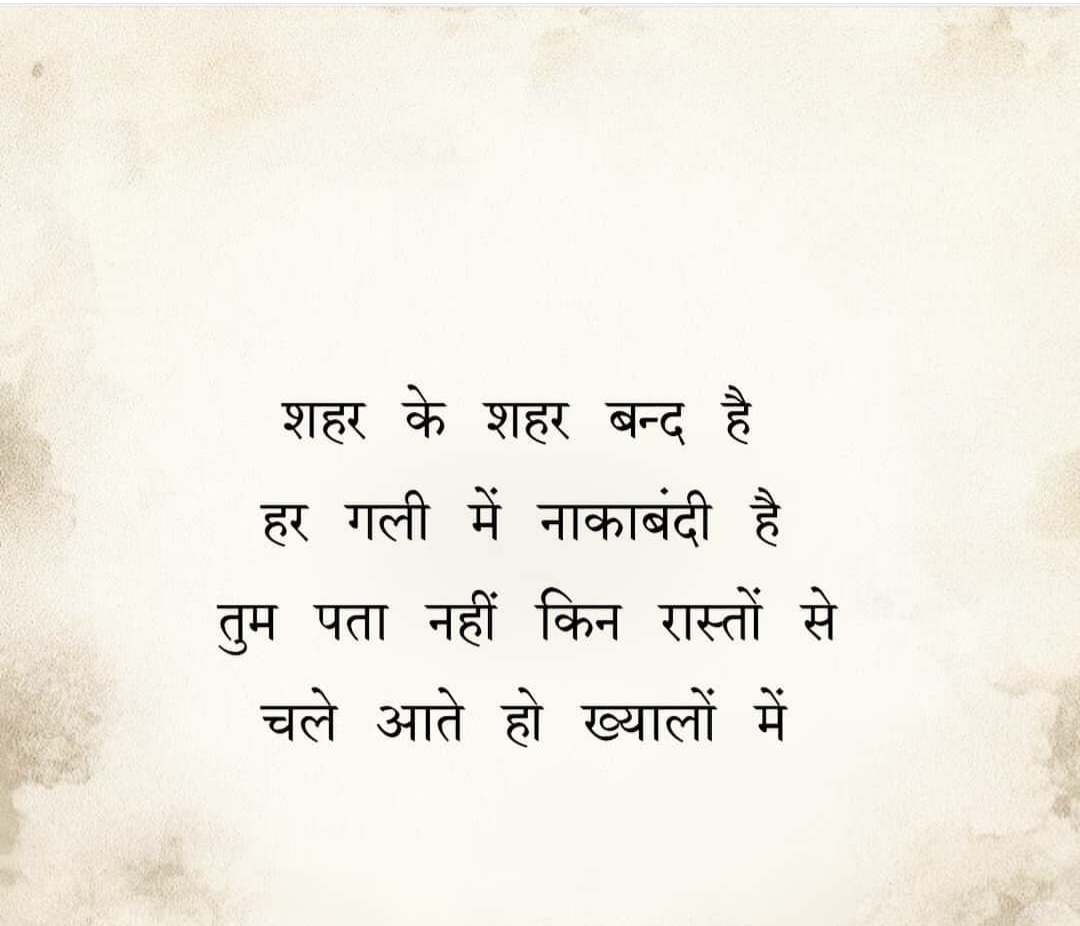 शहर के शहर बन्द है
हर गली में नाकाबंदी है
तुम पता नहीं किन रास्तों से
चले आते हो ख्यालों में